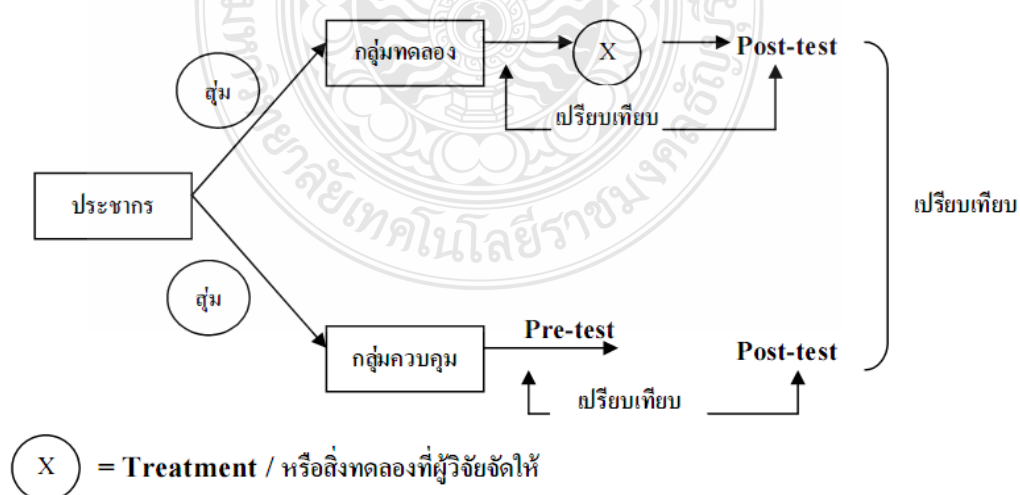 กลุ่มทดลอง
X
Post-test
สุ่ม
เปรียบเทียบ
ประชากร
เปรียบเทียบ
สุ่ม
กลุ่มควบคุม
Pre-test
Post-test
เปรียบเทียบ
X = Treatment / หรือสิ่งทดลองที่ผู้วิจัยจัดให้